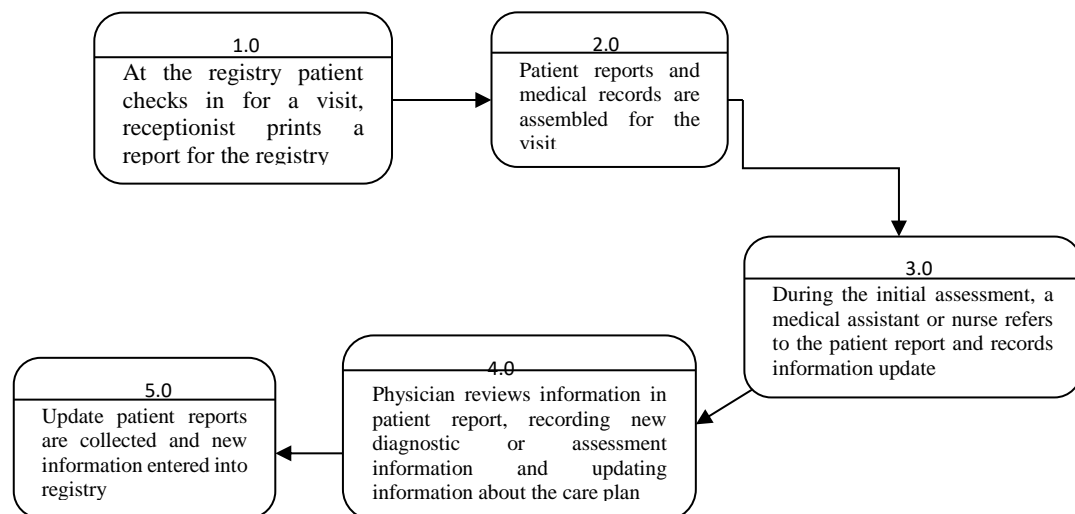 1.0
At the registry patient
checks in for a visit,
receptionist prints a
report for the registry
2.0
Patient reports and
medical records are
assembled for the
visit
3.0
During the initial assessment, a
medical assistant or nurse refers
to the patient report and records
information update
4.0
Physician reviews information in
patient report, recording new
diagnostic or assessment
information and updating
information about the care plan
5.0
Update patient reports
are collected and new
information entered into
registry